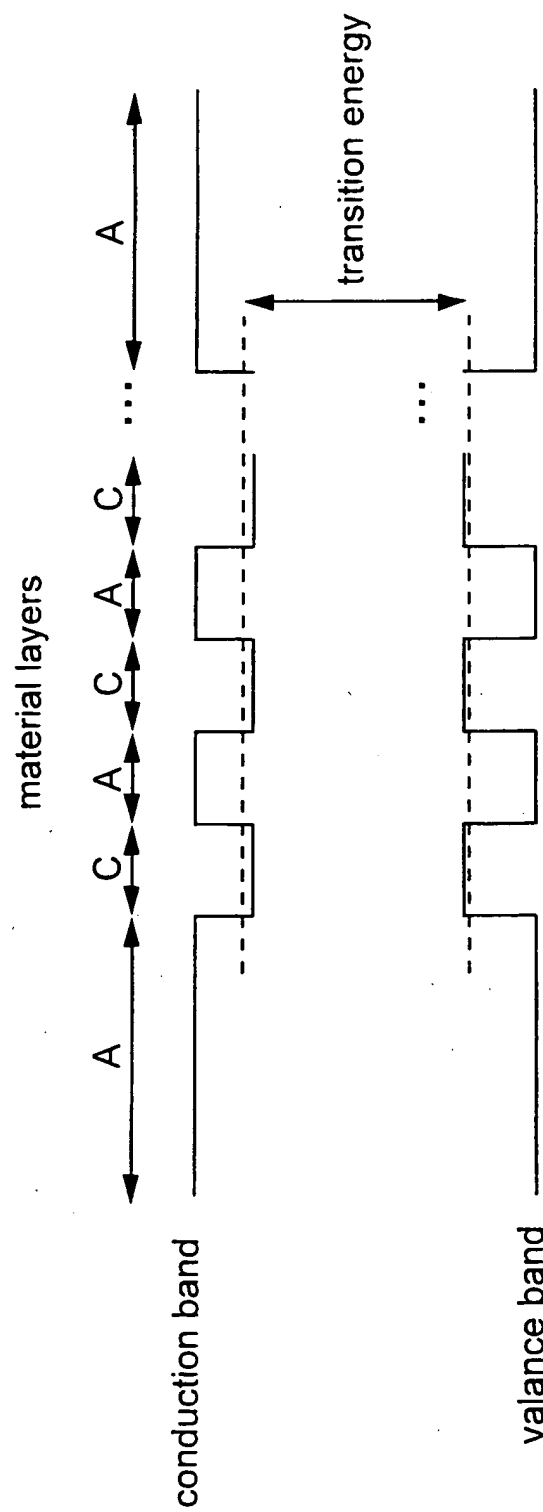 material layers
A
C
A
C
A
C
...
A
conduction band
transition energy
...
valance band